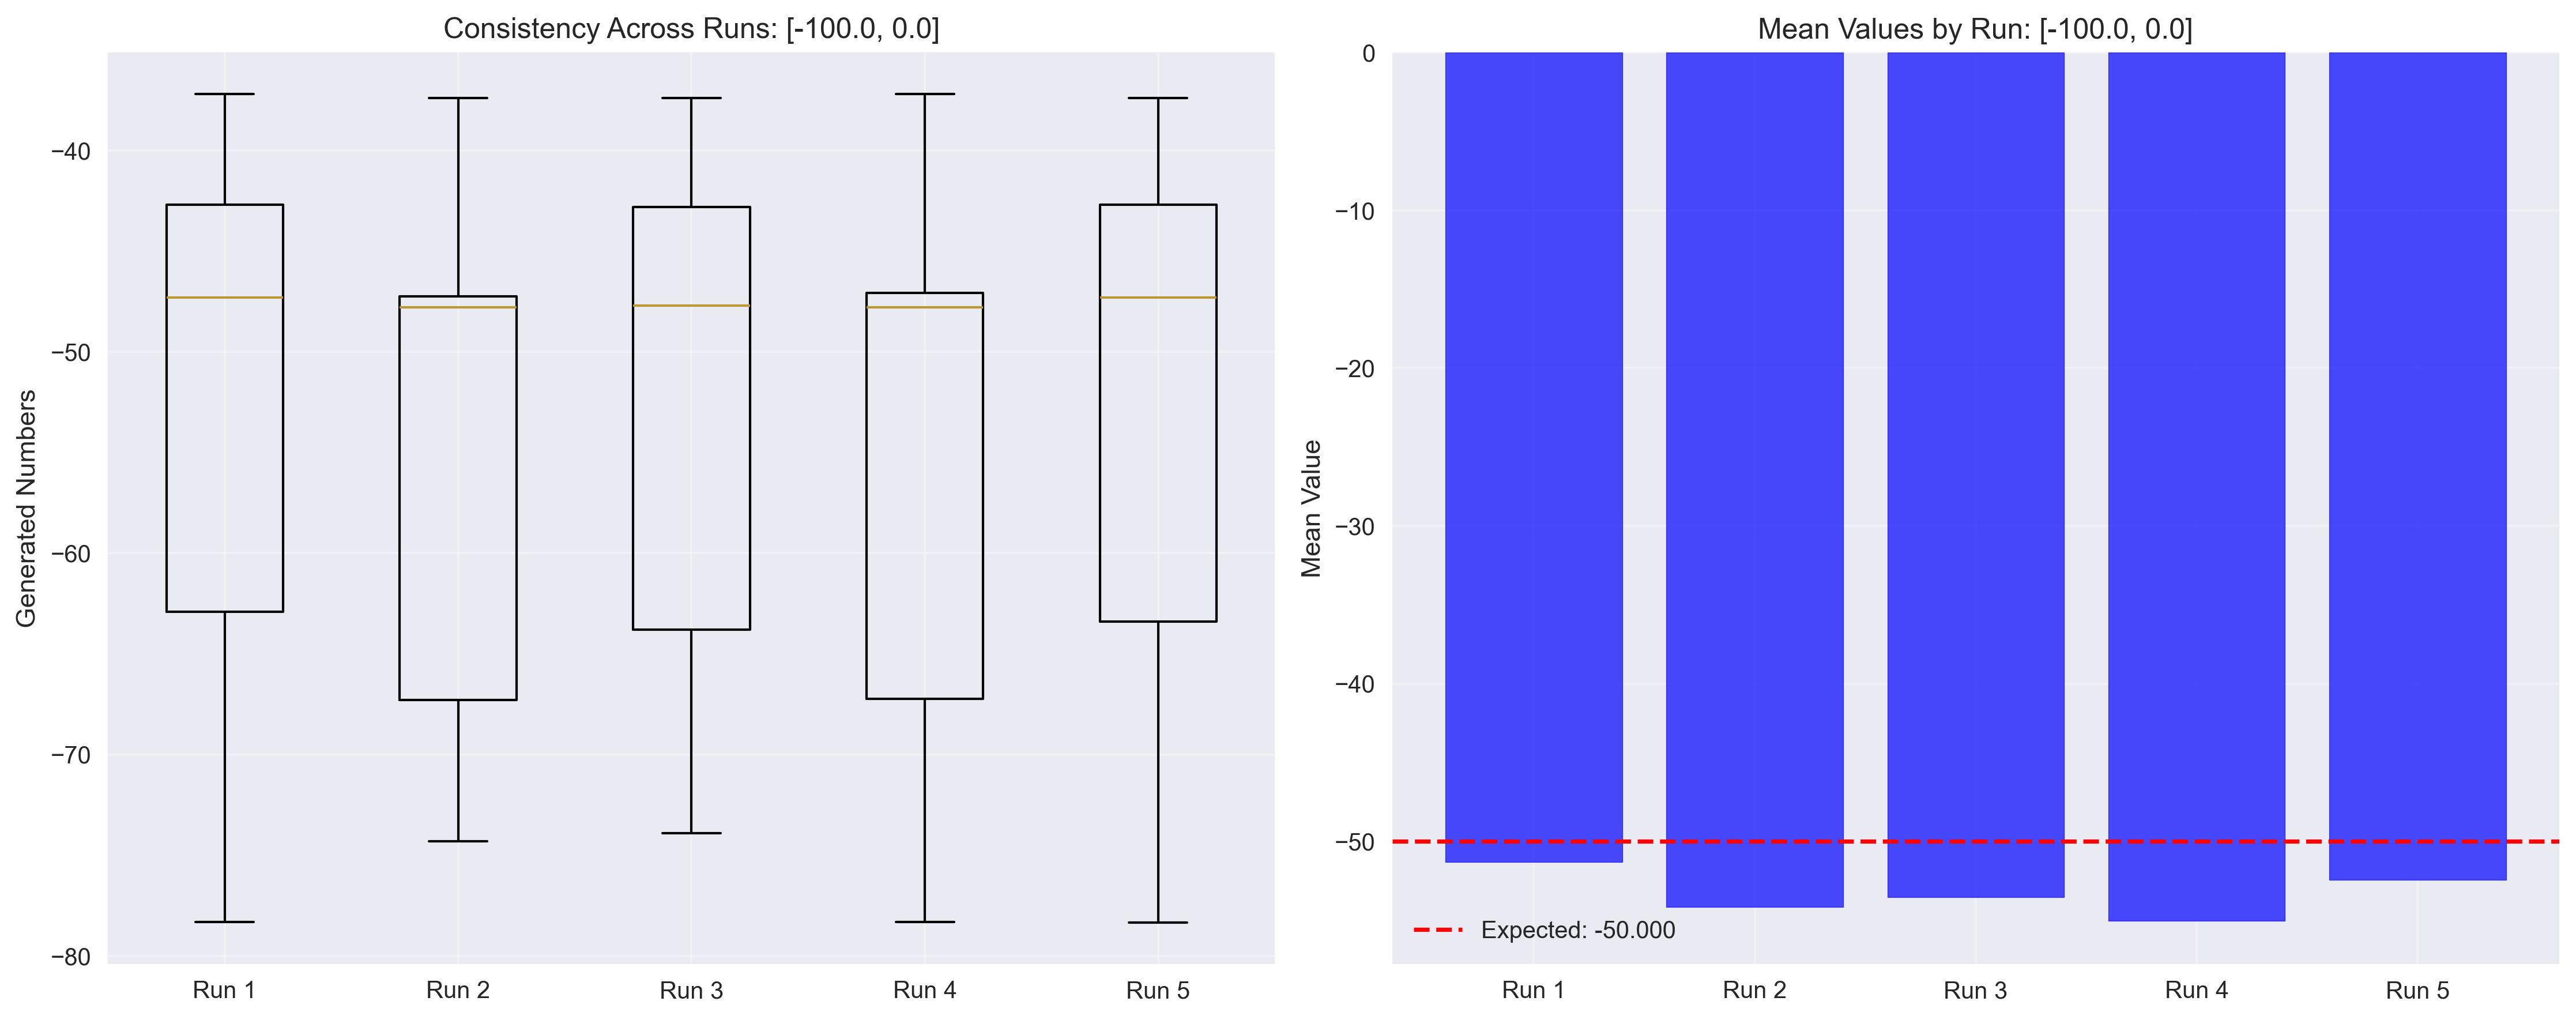 Consistency Across Runs: [-100.0, 0.0]
Generated Numbers
−40
−50
−60
−70
−80
Run 1
Run 2
Run 3
Run 4
Run 5
Mean Values by Run: [-100.0, 0.0]
Mean Value
0
−10
−20
−30
−40
−50
Expected: -50.000
Run 1
Run 2
Run 3
Run 4
Run 5